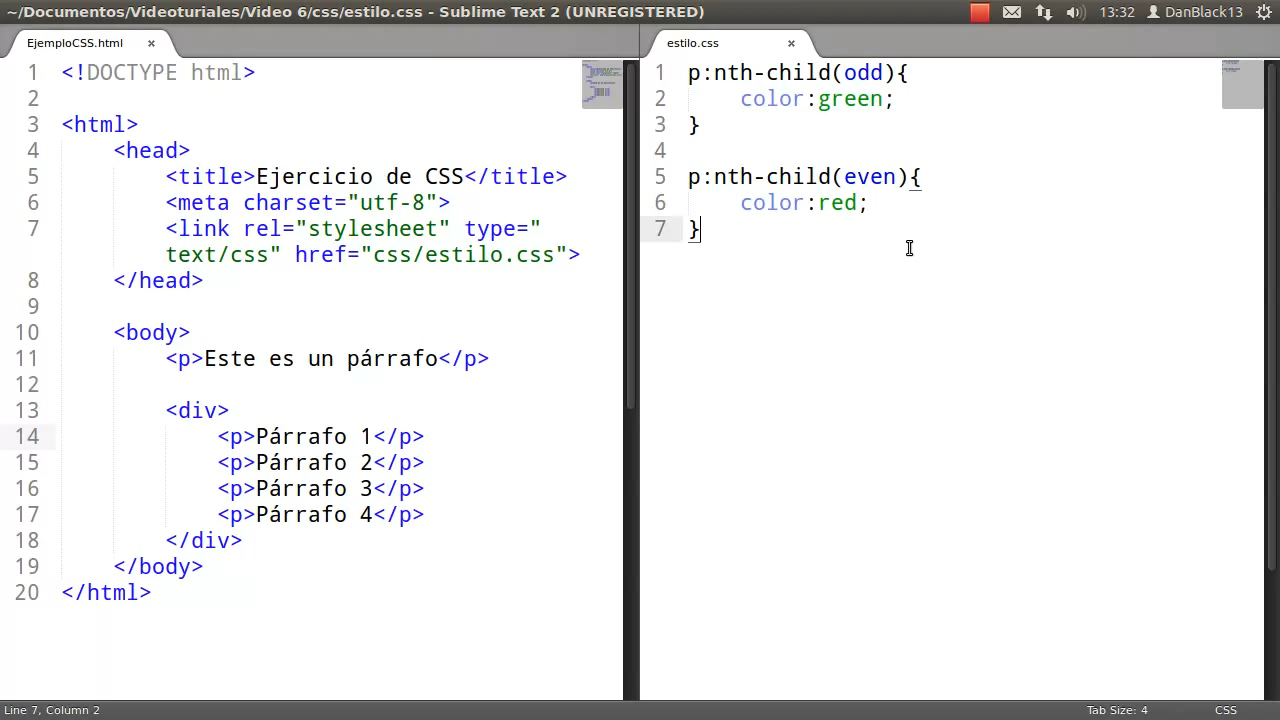 ~/Documentos/Videoturiales/Video 6/css/estilo.css - Sublime Text 2 (UNREGISTERED)
13:32 DanBlack13
EjemploCSS.html ×
1 <!DOCTYPE html>
2
3 <html>
4 <head>
5 <title>Ejercicio de CSS</title>
6 <meta charset="utf-8">
7 <link rel="stylesheet" type="
text/css" href="css/estilo.css">
8 </head>
9
10 <body>
11 <p>Este es un párrafo</p>
12
13 <div>
14 <p>Párrafo 1</p>
15 <p>Párrafo 2</p>
16 <p>Párrafo 3</p>
17 <p>Párrafo 4</p>
18 </div>
19 </body>
20 </html>
estilo.css ×
1 p:nth-child(odd){
2 color:green;
3 }
4
5 p:nth-child(even){
6 color:red;
7 }
Line 7, Column 2
Tab Size: 4
CSS